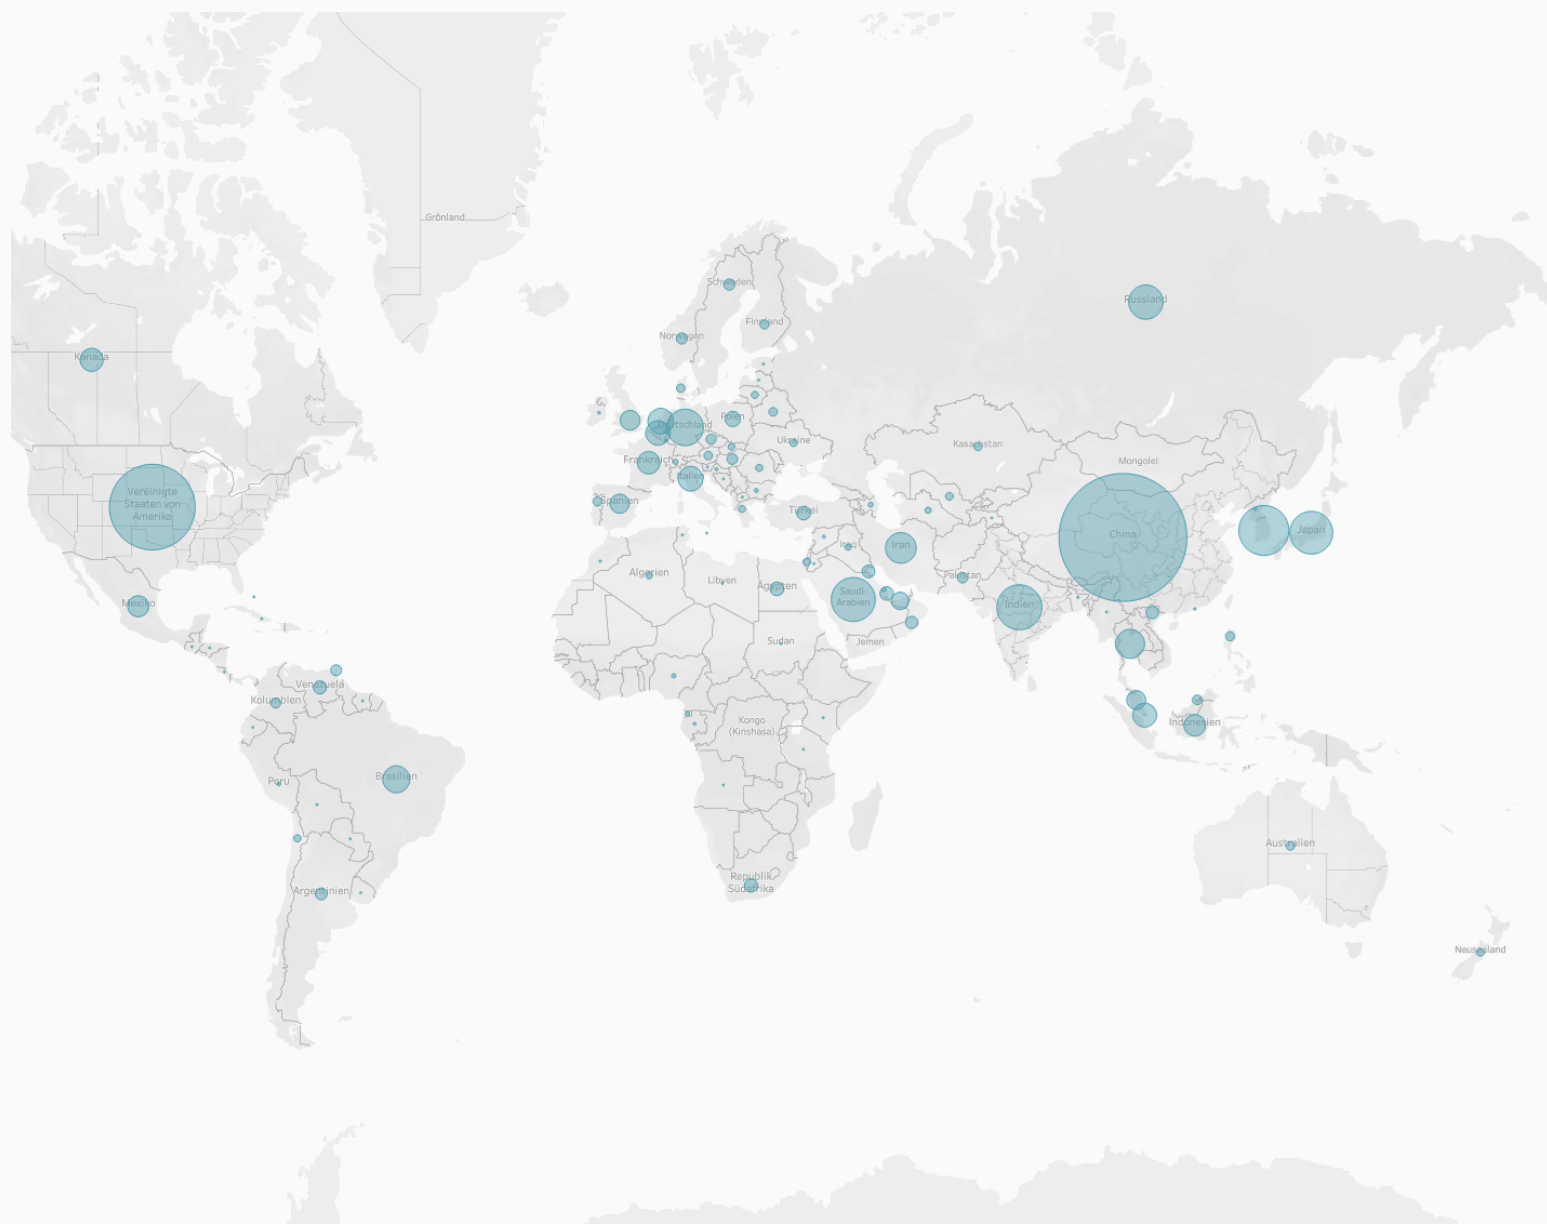 Grönland
Schweden
Russland
Finnland
Norwegen
Kanada
Polen
Deutschland
Ukraine
Kasachstan
Frankreich
Mongolei
Italien
Vereinigte
Staaten von
Amerika
Spanien
Türkei
Japan
China
Iran
Irak
Algerien
Pakistan
Libyen
Ägypten
Saudi-
Arabien
Mexiko
Indien
Sudan
Jemen
Venezuela
Kolumbien
Kongo
(Kinshasa)
Indonesien
Brasilien
Peru
Australien
Republik
Südafrika
Argentinien
Neuseeland